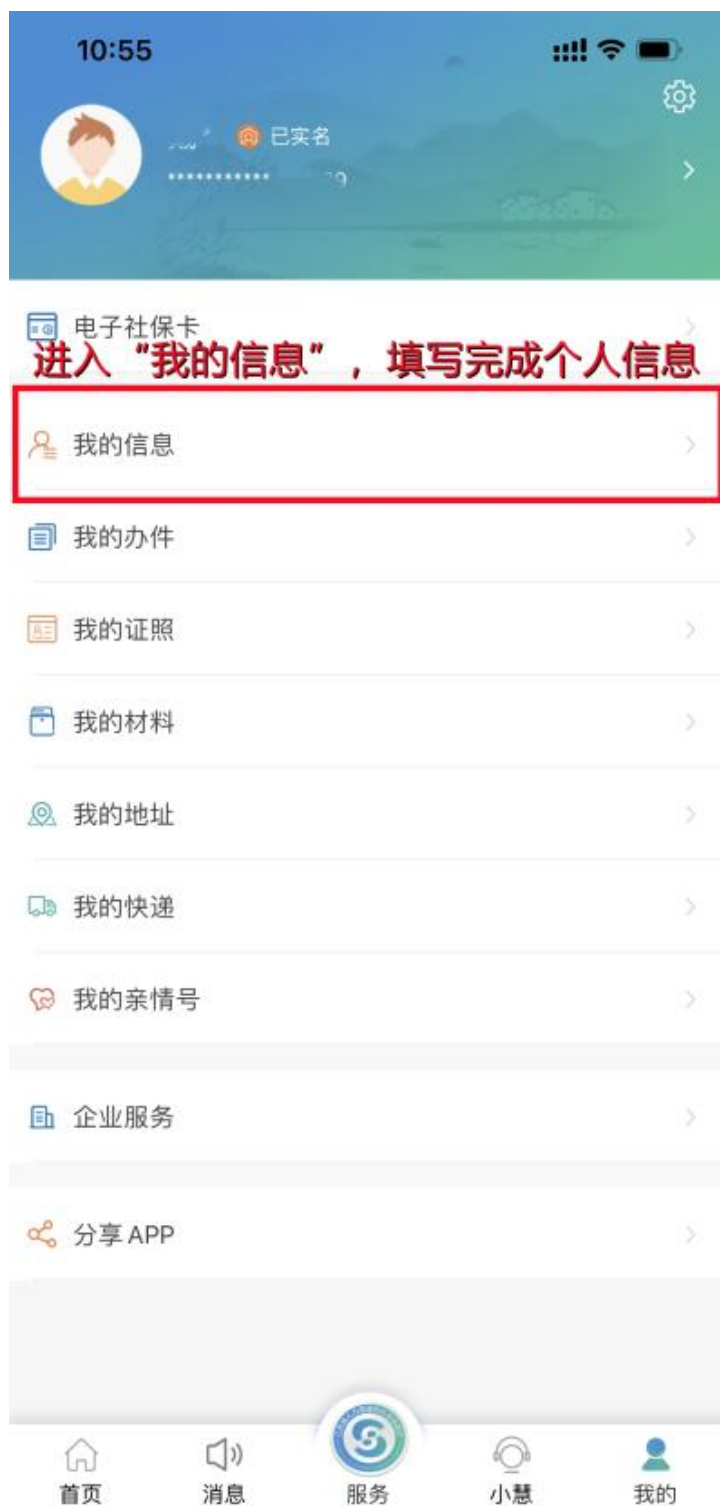 10:55
已实名
电子社保卡
进入“我的信息”，填写完成个人信息
我的信息
我的办件
我的证照
我的材料
我的地址
我的快递
我的亲情号
企业服务
分享APP
首页
消息
服务
小慧
我的